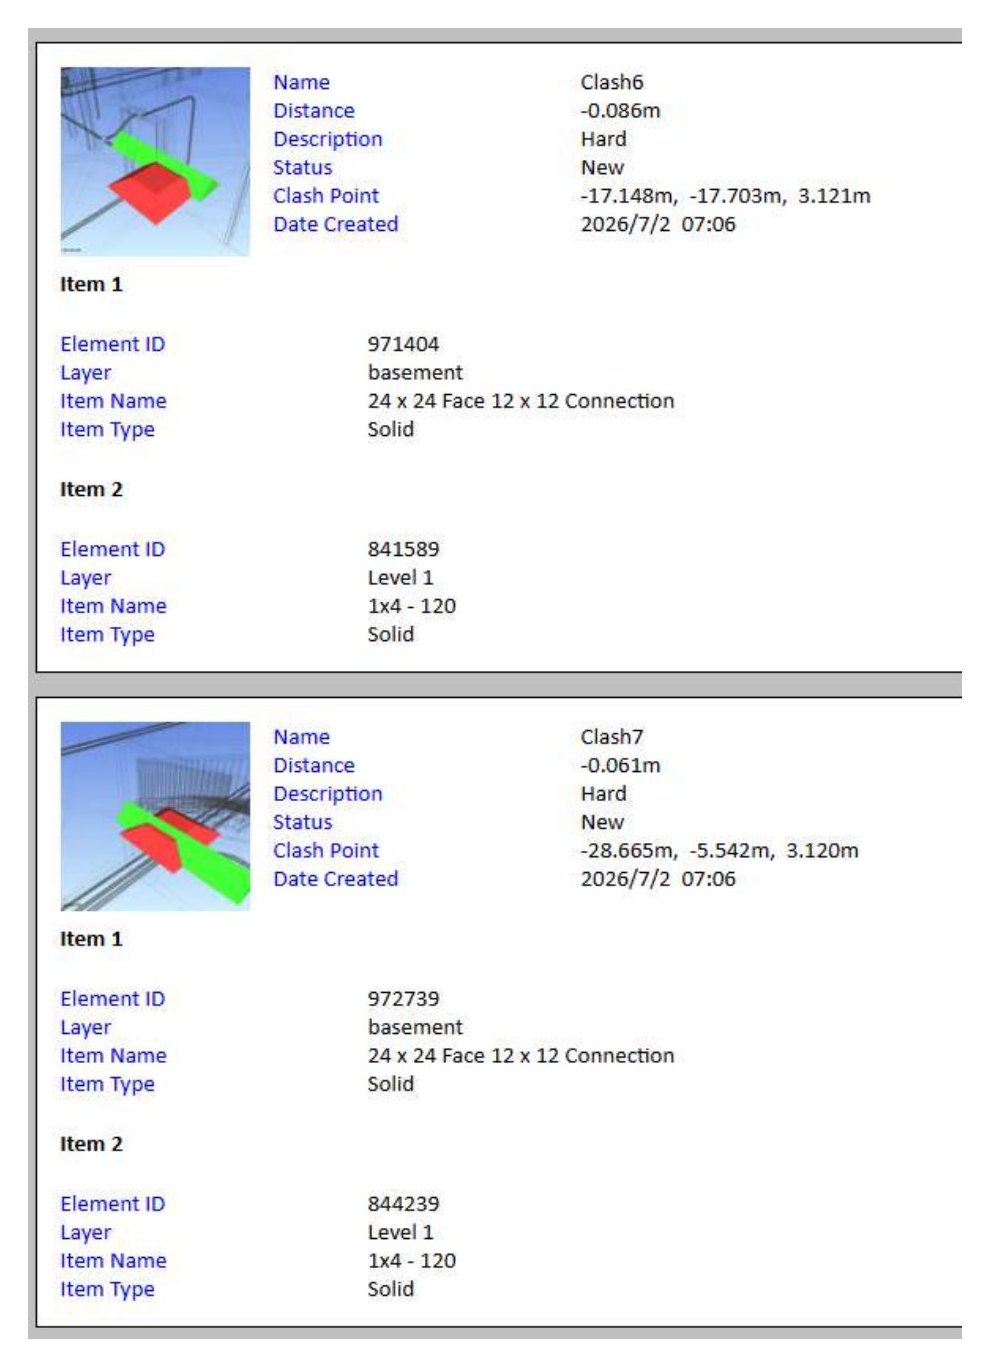 Name Clash6
Distance -0.086m
Description Hard
Status New
Clash Point -17.148m, -17.703m, 3.121m
Date Created 2026/7/2 07:06
Item 1
Element ID 971404
Layer basement
Item Name 24 x 24 Face 12 x 12 Connection
Item Type Solid
Item 2
Element ID 841589
Layer Level 1
Item Name 1x4 - 120
Item Type Solid
Name Clash7
Distance -0.061m
Description Hard
Status New
Clash Point -28.665m, -5.542m, 3.120m
Date Created 2026/7/2 07:06
Item 1
Element ID 972739
Layer basement
Item Name 24 x 24 Face 12 x 12 Connection
Item Type Solid
Item 2
Element ID 844239
Layer Level 1
Item Name 1x4 - 120
Item Type Solid